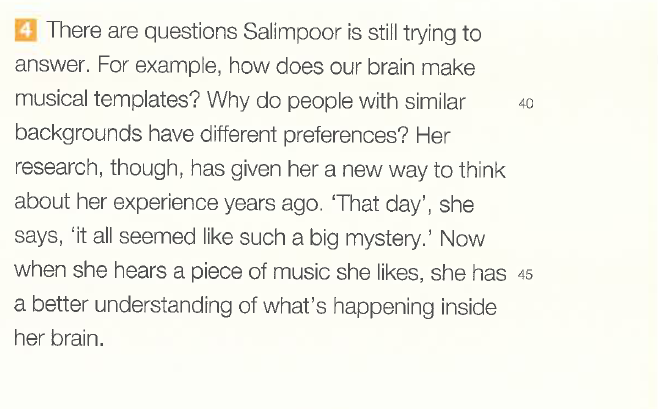 4 There are questions Salimpoor is still trying to
answer. For example, how does our brain make
musical templates? Why do people with similar 40
backgrounds have different preferences? Her
research, though, has given her a new way to think
about her experience years ago. ‘That day’, she
says, ‘it all seemed like such a big mystery.’ Now
when she hears a piece of music she likes, she has 45
a better understanding of what’s happening inside
her brain.